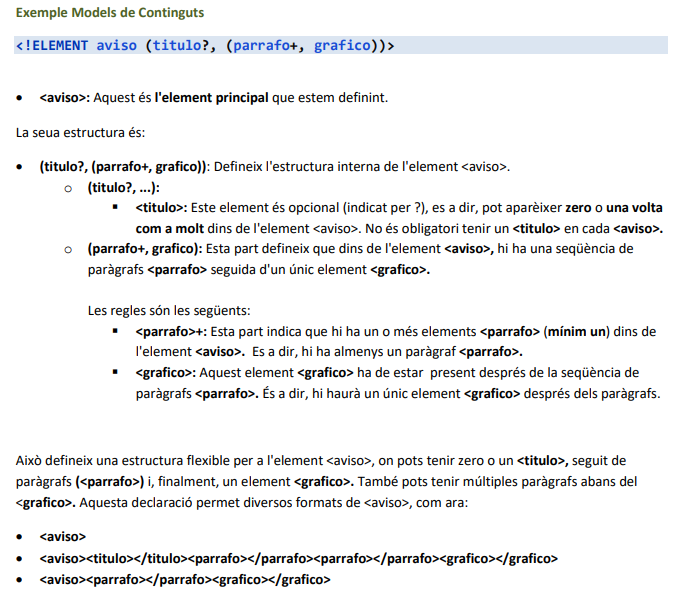 Exemple Models de Continguts
<!ELEMENT aviso (titulo?, (parrafo+, grafico))>
• <aviso>: Aquest és l'element principal que estem definint.
La seua estructura és:
• (titulo?, (parrafo+, grafico)): Defineix l'estructura interna de l'element <aviso>.
o (titulo?, ...):
▪ <titulo>: Este element és opcional (indicat per ?), es a dir, pot aparèixer zero o una volta
com a molt dins de l'element <aviso>. No és obligatori tenir un <titulo> en cada <aviso>.
o (parrafo+, grafico): Esta part defineix que dins de l'element <aviso>, hi ha una seqüència de
paràgrafs <parrafo> seguida d'un únic element <grafico>.
Les regles són les següents:
▪ <parrafo>+: Esta part indica que hi ha un o més elements <parrafo> (mínim un) dins de
l'element <aviso>. Es a dir, hi ha almenys un paràgraf <parrafo>.
▪ <grafico>: Aquest element <grafico> ha de estar present després de la seqüència de
paràgrafs <parrafo>. És a dir, hi haurà un únic element <grafico> després dels paràgrafs.
Això defineix una estructura flexible per a l'element <aviso>, on pots tenir zero o un <titulo>, seguit de
paràgrafs (<parrafo>) i, finalment, un element <grafico>. També pots tenir múltiples paràgrafs abans del
<grafico>. Aquesta declaració permet diversos formats de <aviso>, com ara:
• <aviso>
• <aviso><titulo></titulo><parrafo></parrafo><parrafo></parrafo><grafico></grafico>
• <aviso><parrafo></parrafo><grafico></grafico>